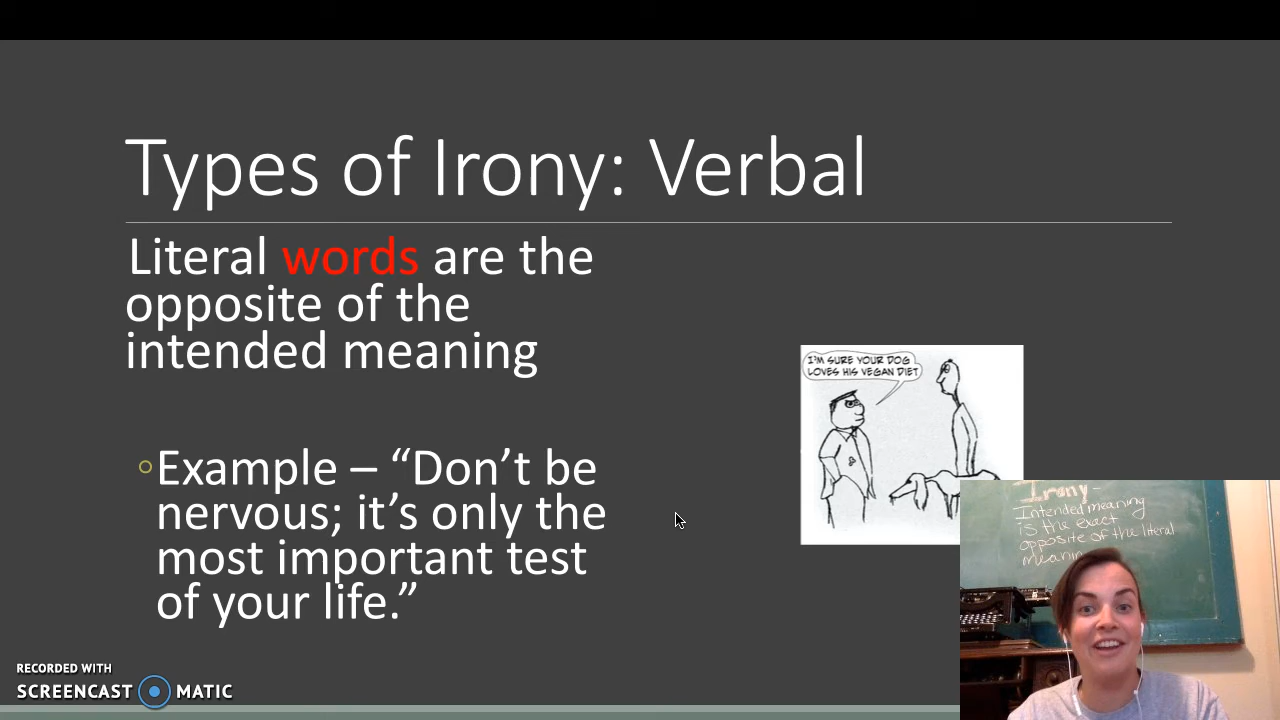 Types of Irony: Verbal
Literal words are the
opposite of the
intended meaning
Example – “Don’t be
nervous; it’s only the
most important test
of your life.”
I'M SURE YOUR DOG
LOVES HIS VEGAN DIET
Irony-
Intended meaning
is the exact
opposite of the literal
meaning
RECORDED WITH
SCREENCAST MATIC